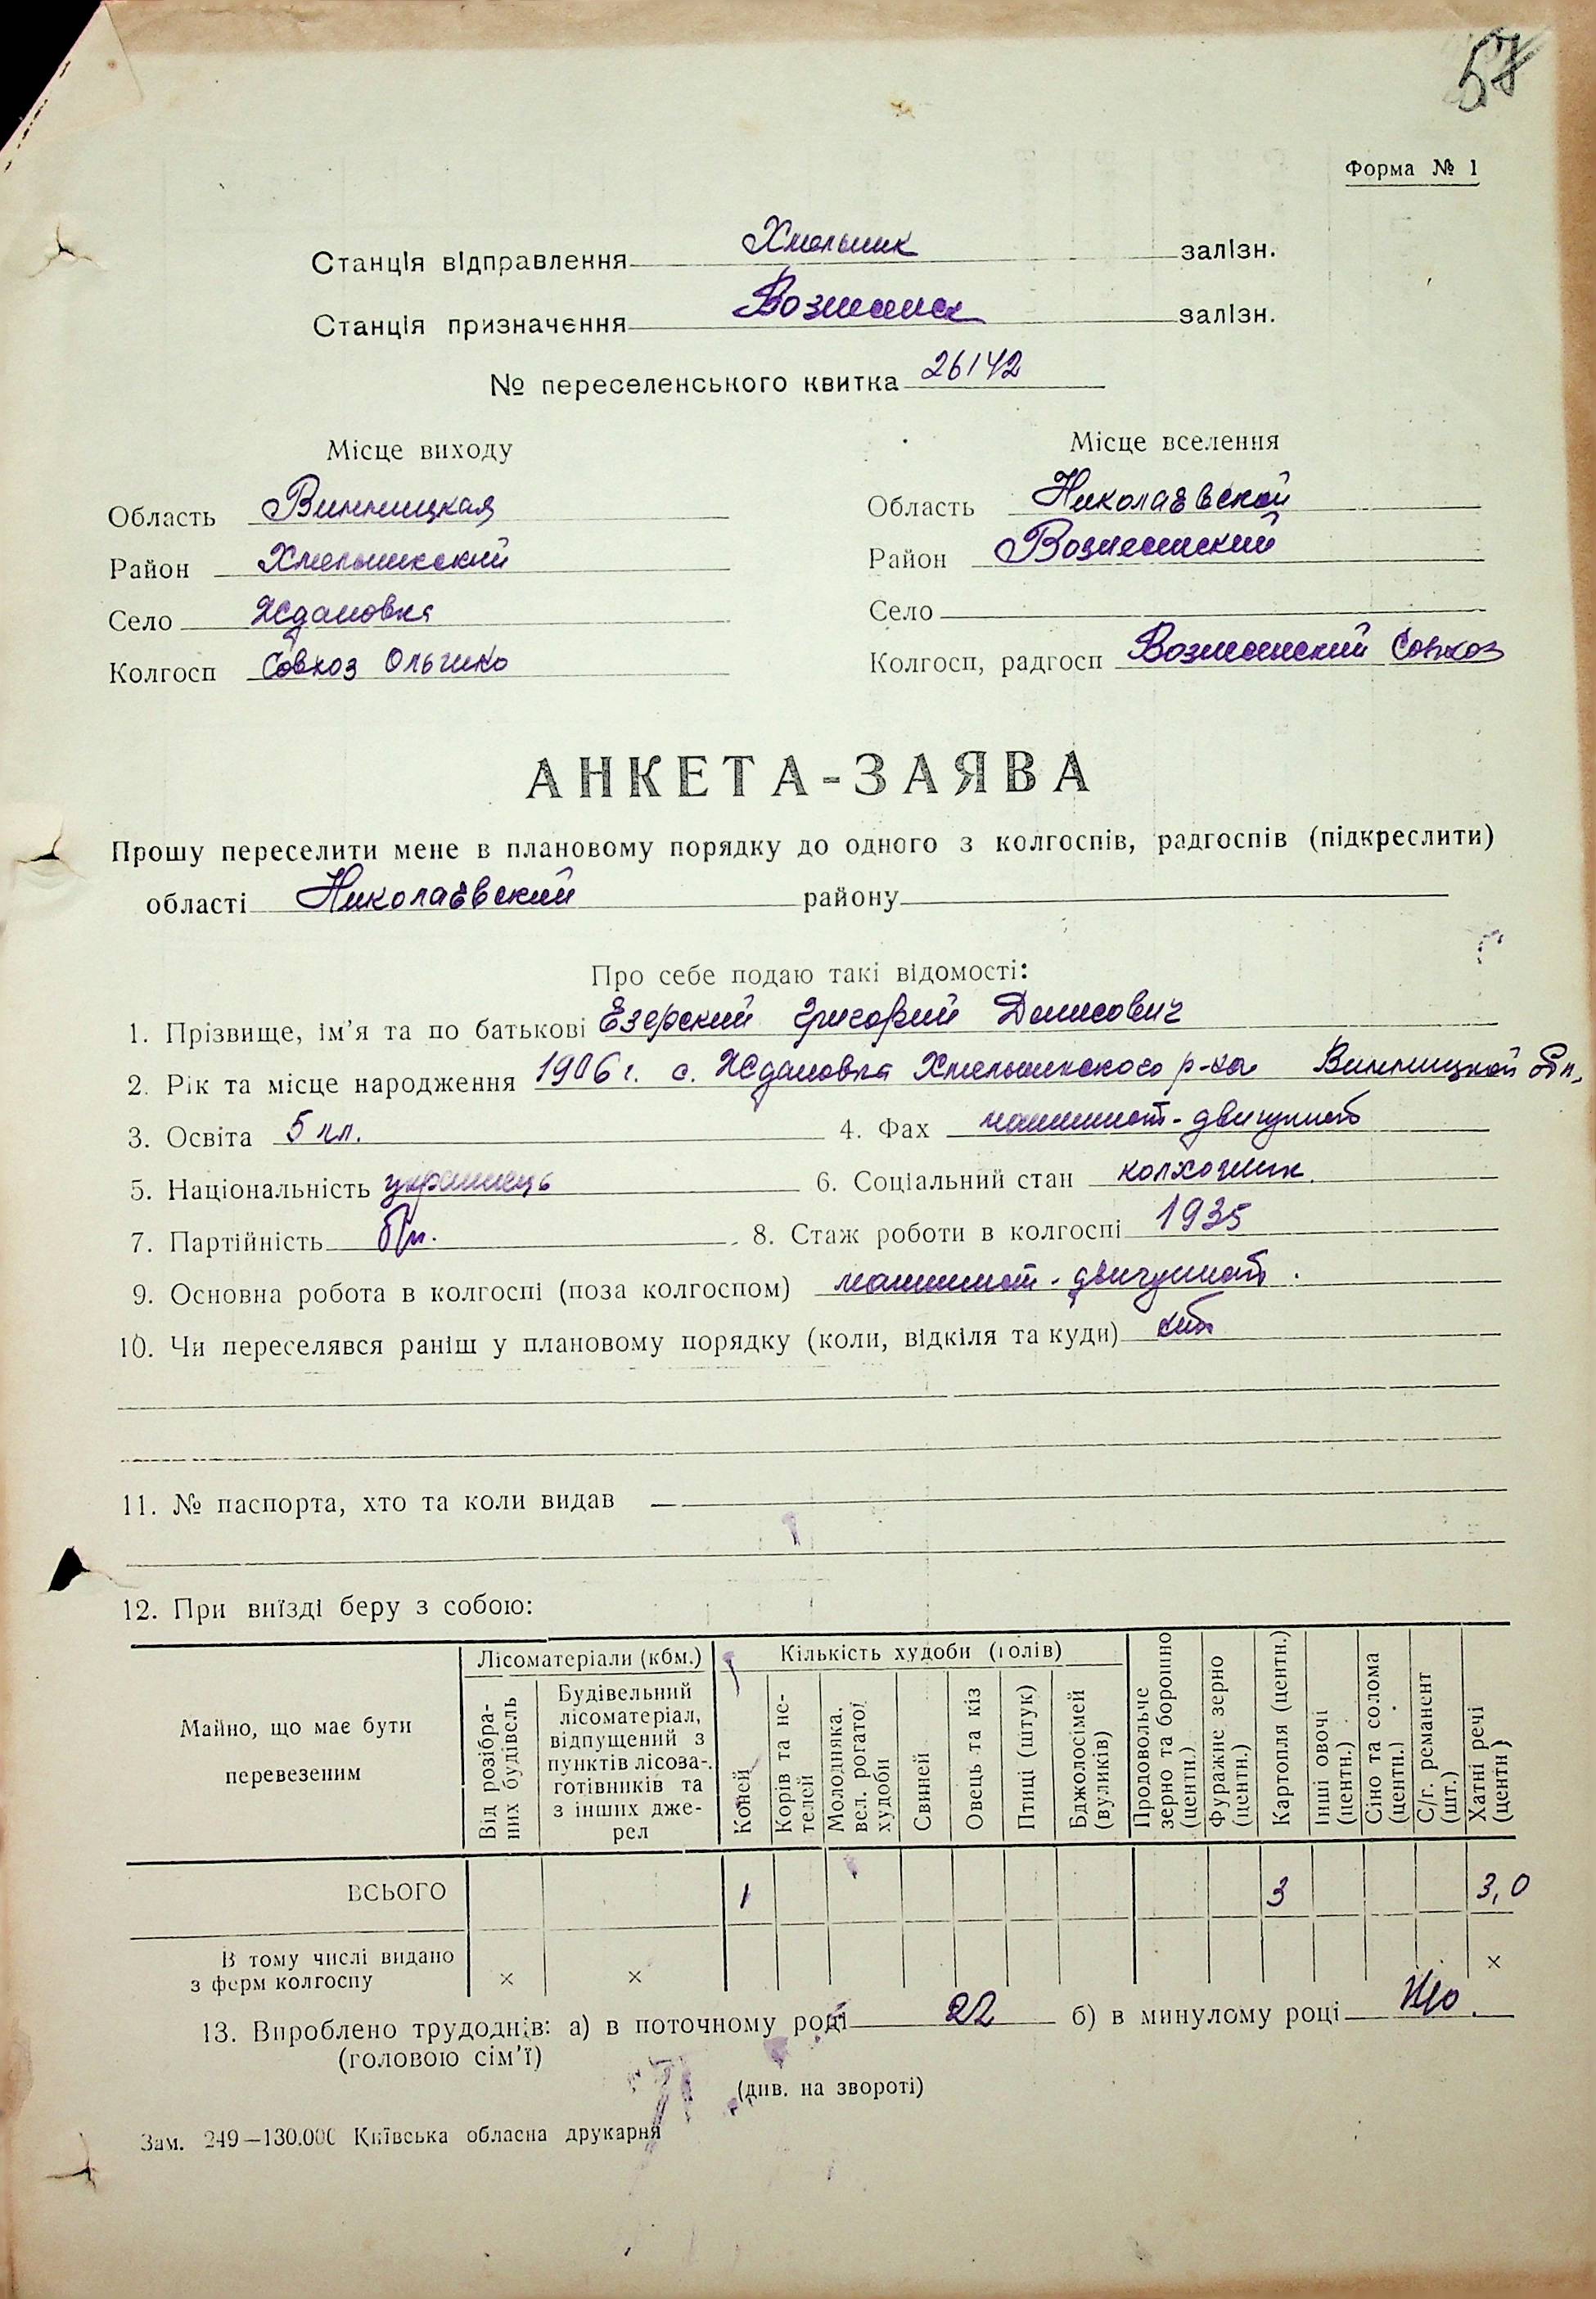 57
Форма № 1
Станція відправлення Хмельник залізн.
Станція призначення Вознесенск залізн.
№ переселенського квитка 26142
Місце виходу
Місце вселення
Область Винницкая
Область Николаевской
Район Хмельникский
Район Вознесенский
Село Ждановка
Село
Колгосп Совхоз Ольгино
Колгосп, радгосп Вознесенский Совхоз
АНКЕТА-ЗАЯВА
Прошу переселити мене в плановому порядку до одного з колгоспів, радгоспів (підкреслити)
області Николаевский району
Про себе подаю такі відомості:
1. Прізвище, ім'я та по батькові Езерский Григорий Денисович
2. Рік та місце народження 1906 г. с. Ждановка Хмельникского р-на Винницкой обл.
3. Освіта 5 кл. 4. Фах машинист-двигунист
5. Національність украинець 6. Соціальний стан колхозник.
7. Партійність б/п. 8. Стаж роботи в колгоспі 1935
9. Основна робота в колгоспі (поза колгоспом) машинист-двигунист.
10. Чи переселявся раніш у плановому порядку (коли, відкіля та куди)
11. № паспорта, хто та коли видав —
12. При виїзді беру з собою:
Майно, що має бути перевезеним
Лісоматеріали (кбм.)
Від розібраних будівель
Будівельний лісоматеріал, відпущений з пунктів лісозаготівників та з інших джерел
Кількість худоби (голів)
Коней
Корів та нетелей
Молодняка вел. рогатої худоби
Свиней
Овець та кіз
Птиці (штук)
Бджолосімей (вуликів)
Продовольче зерно та борошно (центн.)
Фуражне зерно (центн.)
Картопля (центн.)
Інші овочі (центн.)
Сіно та солома (центн.)
С/г. реманент (шт.)
Хатні речі (центн)
ВСЬОГО 1 3 3,0
В тому числі видано
з ферм колгоспу × × ×
13. Вироблено трудоднів: а) в поточному році 22 б) в минулому році
(головою сім'ї)
(див. на звороті)
Зам. 249—130.000 Київська обласна друкарня